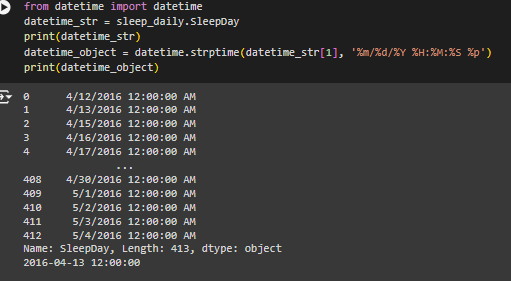 from datetime import datetime
datetime_str = sleep_daily.SleepDay
print(datetime_str)
datetime_object = datetime.strptime(datetime_str[1], '%m/%d/%Y %H:%M:%S %p')
print(datetime_object)
0 4/12/2016 12:00:00 AM
1 4/13/2016 12:00:00 AM
2 4/15/2016 12:00:00 AM
3 4/16/2016 12:00:00 AM
4 4/17/2016 12:00:00 AM
...
408 4/30/2016 12:00:00 AM
409 5/1/2016 12:00:00 AM
410 5/2/2016 12:00:00 AM
411 5/3/2016 12:00:00 AM
412 5/4/2016 12:00:00 AM
Name: SleepDay, Length: 413, dtype: object
2016-04-13 12:00:00